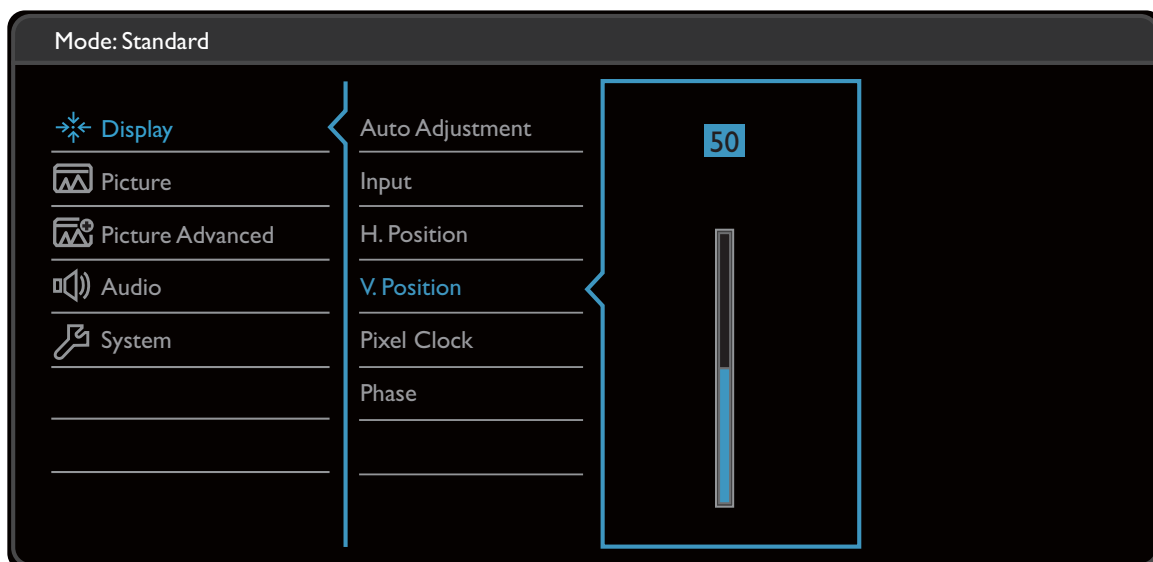 Mode: Standard
Display
Picture
Picture Advanced
Audio
System
Auto Adjustment
Input
H. Position
V. Position
Pixel Clock
Phase
50